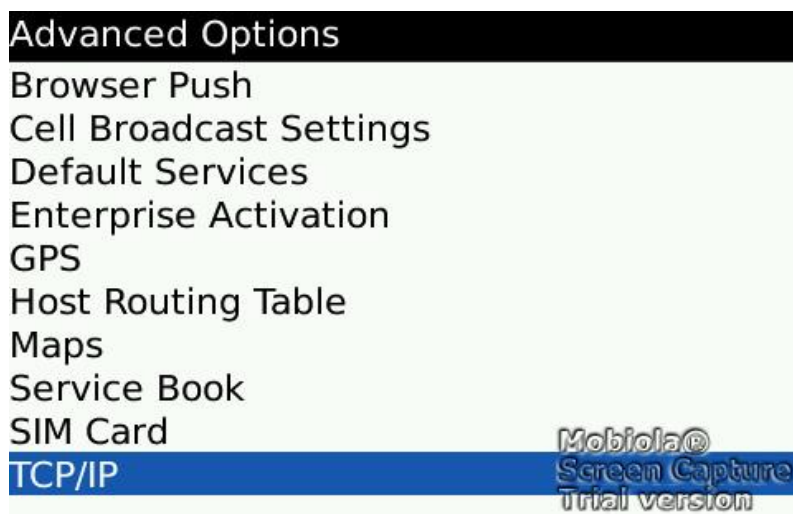 Advanced Options
Browser Push
Cell Broadcast Settings
Default Services
Enterprise Activation
GPS
Host Routing Table
Maps
Service Book
SIM Card
TCP/IP
Mobiola®
Screen Capture
Trial version